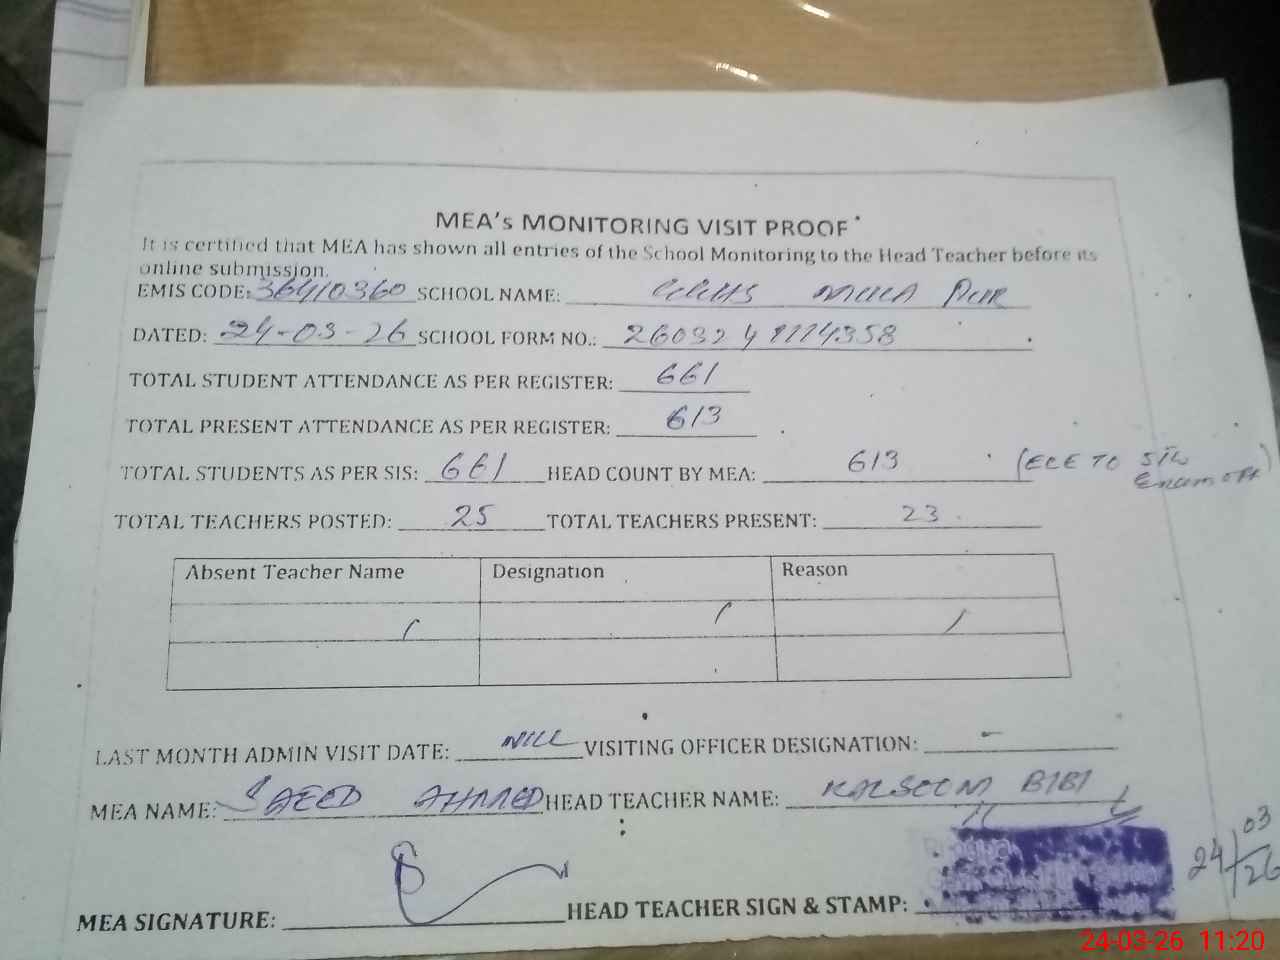 MEA's MONITORING VISIT PROOF
It is certified that MEA has shown all entries of the School Monitoring to the Head Teacher before its
online submission.
EMIS CODE: 36410360 SCHOOL NAME:
DATED: 24-03-26 SCHOOL FORM NO.:
TOTAL STUDENT ATTENDANCE AS PER REGISTER: 661
TOTAL PRESENT ATTENDANCE AS PER REGISTER: 613
TOTAL STUDENTS AS PER SIS: 661 HEAD COUNT BY MEA: 613 (ECE TO
TOTAL TEACHERS POSTED: 25 TOTAL TEACHERS PRESENT: 23
Absent Teacher Name Designation Reason
LAST MONTH ADMIN VISIT DATE: NILL VISITING OFFICER DESIGNATION: -
MEA NAME: SAEED AHMED HEAD TEACHER NAME: KALSOOM BIBI
MEA SIGNATURE: HEAD TEACHER SIGN & STAMP:
Principal
24/03/26
24-03-26 11:20